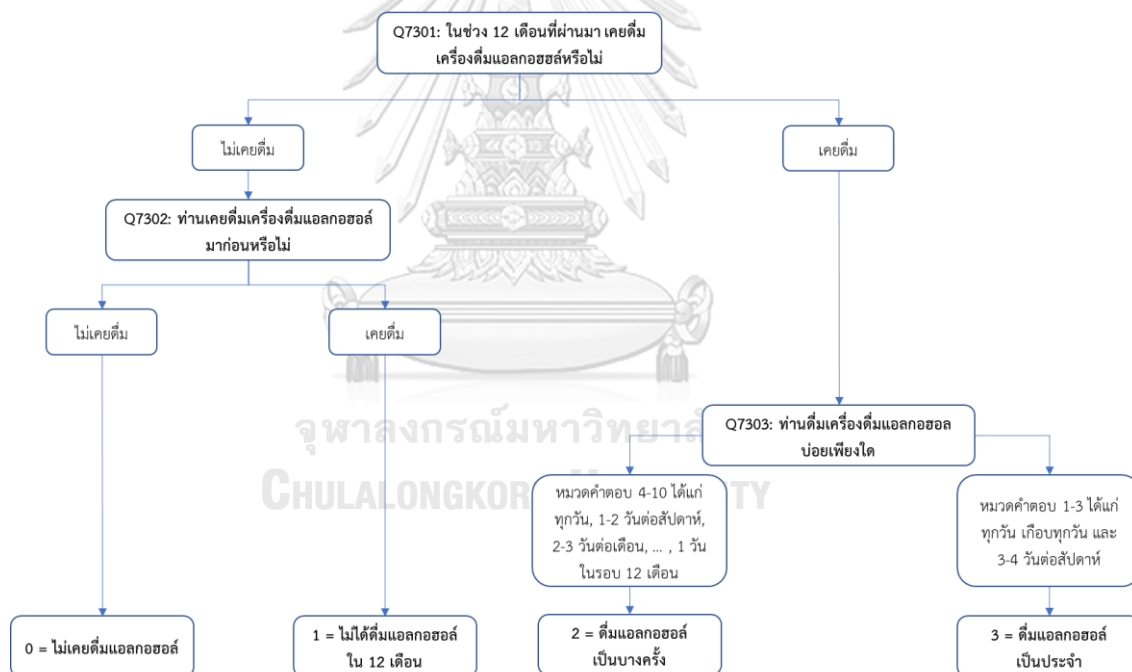 Q7301: ในช่วง 12 เดือนที่ผ่านมา เคยดื่ม
เครื่องดื่มแอลกอฮฮล์หรือไม่
ไม่เคยดื่ม
เคยดื่ม
Q7302: ท่านเคยดื่มเครื่องดื่มแอลกอฮอล์
มาก่อนหรือไม่
ไม่เคยดื่ม
เคยดื่ม
Q7303: ท่านดื่มเครื่องดื่มแอลกอฮอล
บ่อยเพียงใด
จุฬาลงกรณ์มหาวิทยาลั
CHULALONGKOR
TY
หมวดคำตอบ 4-10 ได้แก่
ทุกวัน, 1-2 วันต่อสัปดาห์,
2-3 วันต่อเดือน, ... , 1 วัน
ในรอบ 12 เดือน
หมวดคำตอบ 1-3 ได้แก่
ทุกวัน เกือบทุกวัน และ
3-4 วันต่อสัปดาห์
0 = ไม่เคยดื่มแอลกอฮอล์
1 = ไม่ได้ดื่มแอลกอฮอล์
ใน 12 เดือน
2 = ดื่มแอลกอฮอล์
เป็นบางครั้ง
3 = ดื่มแอลกอฮอล์
เป็นประจำ